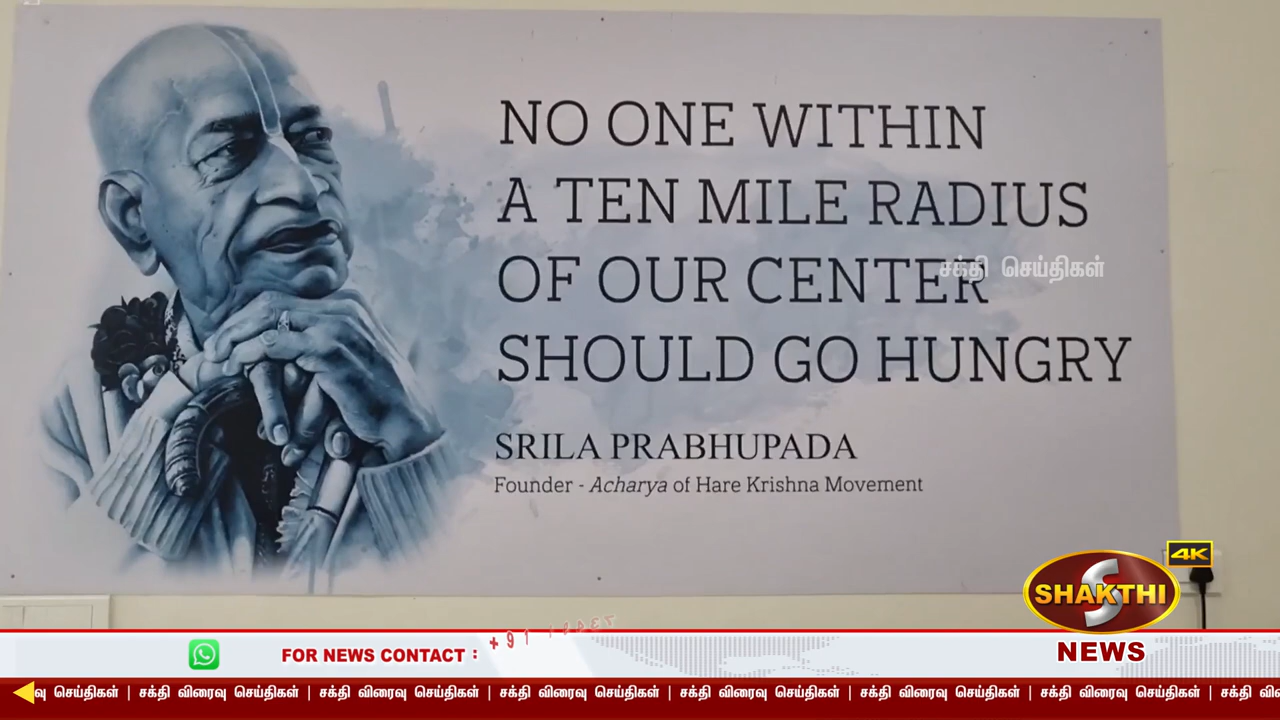 NO ONE WITHIN
A TEN MILE RADIUS
OF OUR CENTER
சக்தி செய்திகள்
SHOULD GO HUNGRY
SRILA PRABHUPADA
Founder - Acharya of Hare Krishna Movement
4K
SHAKTHI
NEWS
FOR NEWS CONTACT :
+91
செய்திகள் | சக்தி விரைவு செய்திகள் | சக்தி விரைவு செய்திகள் | சக்தி விரைவு செய்திகள் | சக்தி விரைவு செய்திகள் | சக்தி விரைவு செய்திகள் | சக்தி விரைவு செய்திகள் | சக்தி